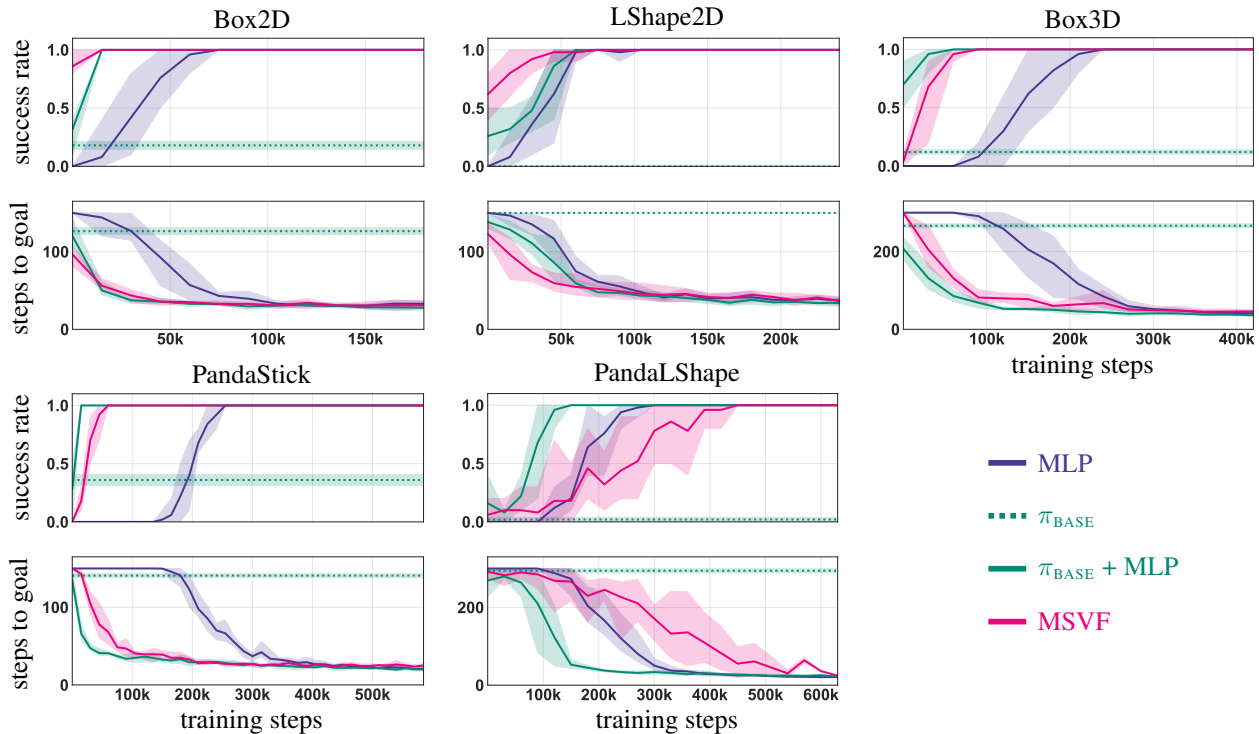 Box2D
LShape2D
Box3D
success rate
1.0
0.5
0.0
1.0
0.5
0.0
1.0
0.5
0.0
steps to goal
100
0
50k 100k 150k
100
0
50k 100k 150k 200k
200
0
100k 200k 300k 400k
training steps
PandaStick
PandaLShape
success rate
1.0
0.5
0.0
1.0
0.5
0.0
steps to goal
100
0
100k 200k 300k 400k 500k
training steps
200
0
100k 200k 300k 400k 500k 600k
training steps
MLP
π_BASE
π_BASE + MLP
MSVF